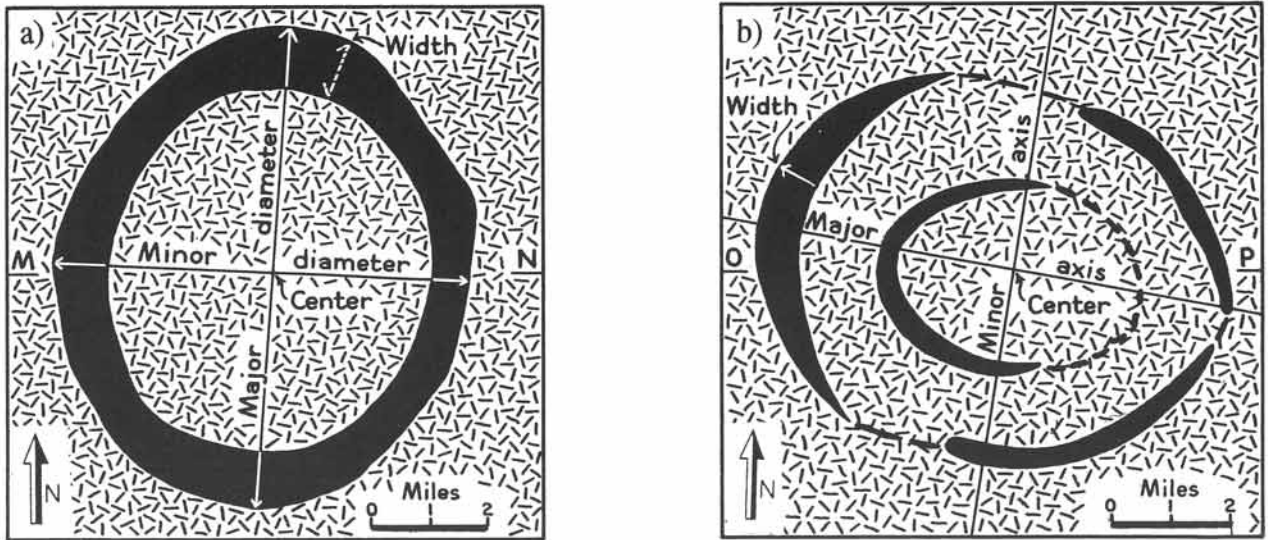 a)
Width
diameter
M
Minor
diameter
N
Center
Major
N
Miles
0
1
2
b)
Width
axis
Major
O
P
axis
Center
Minor
N
Miles
0
1
2